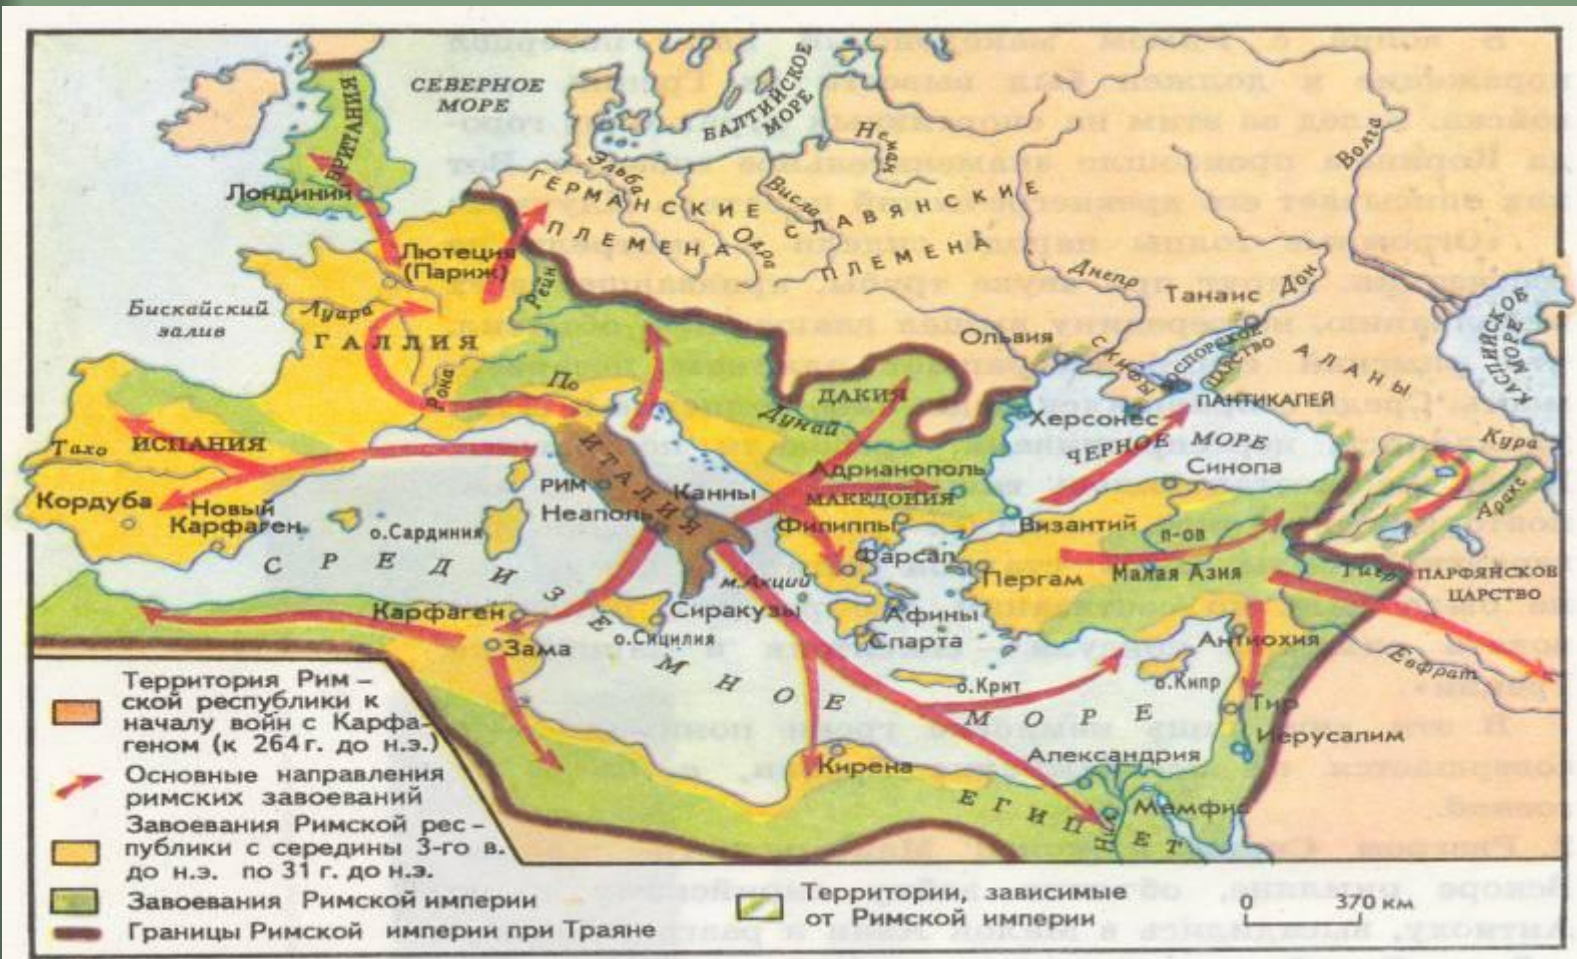 СЕВЕРНОЕ
МОРЕ
БАЛТИЙСКОЕ
МОРЕ
БРИТАНИЯ
Лондиний
Неман
Волга
Эльба
Висла
Одра
ГЕРМАНСКИЕ
ПЛЕМЕНА
СЛАВЯНСКИЕ
ПЛЕМЕНА
Лютеция
(Париж)
Рейн
Днепр
Дон
Танаис
Бискайский
залив
Луара
ГАЛЛИЯ
Рона
По
Ольвия
СКИФЫ
БОСПОРСКОЕ
ЦАРСТВО
АЛАНЫ
КАСПИЙСКОЕ
МОРЕ
ПАНТИКАПЕЙ
ДАКИЯ
Дунай
Херсонес
ЧЕРНОЕ МОРЕ
Синопа
Кура
Аракс
Тахо
ИСПАНИЯ
Кордуба
Новый
Карфаген
ИТАЛИЯ
РИМ
Неаполь
Канны
Адрианополь
МАКЕДОНИЯ
Филиппы
Византий
о.Сардиния
СРЕДИЗЕМНОЕ МОРЕ
Фарсал
Пергам
п-ов
Малая Азия
Тигр
ПАРФЯНСКОЕ
ЦАРСТВО
м.Акций
Карфаген
Сиракузы
о.Сицилия
Афины
Спарта
Антиохия
Зама
Евфрат
о.Крит
о.Кипр
Тир
Иерусалим
Кирена
Александрия
Мемфис
ЕГИПЕТ
Нил
Территория Рим –
ской республики к
началу войн с Карфа-
геном (к 264 г. до н.э.)
Основные направления
римских завоеваний
Завоевания Римской рес –
публики с середины 3-го в.
до н.э. по 31 г. до н.э.
Завоевания Римской империи
Границы Римской империи при Траяне
Территории, зависимые
от Римской империи
0 370 км